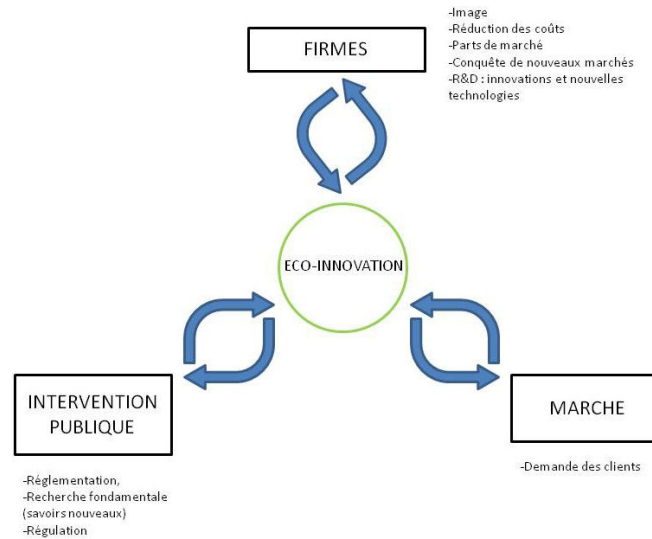 -Image
-Réduction des coûts
-Parts de marché
-Conquête de nouveaux marchés
-R&D : innovations et nouvelles
technologies
FIRMES
ECO-INNOVATION
INTERVENTION
PUBLIQUE
-Réglementation,
-Recherche fondamentale
(savoirs nouveaux)
-Régulation
MARCHE
-Demande des clients